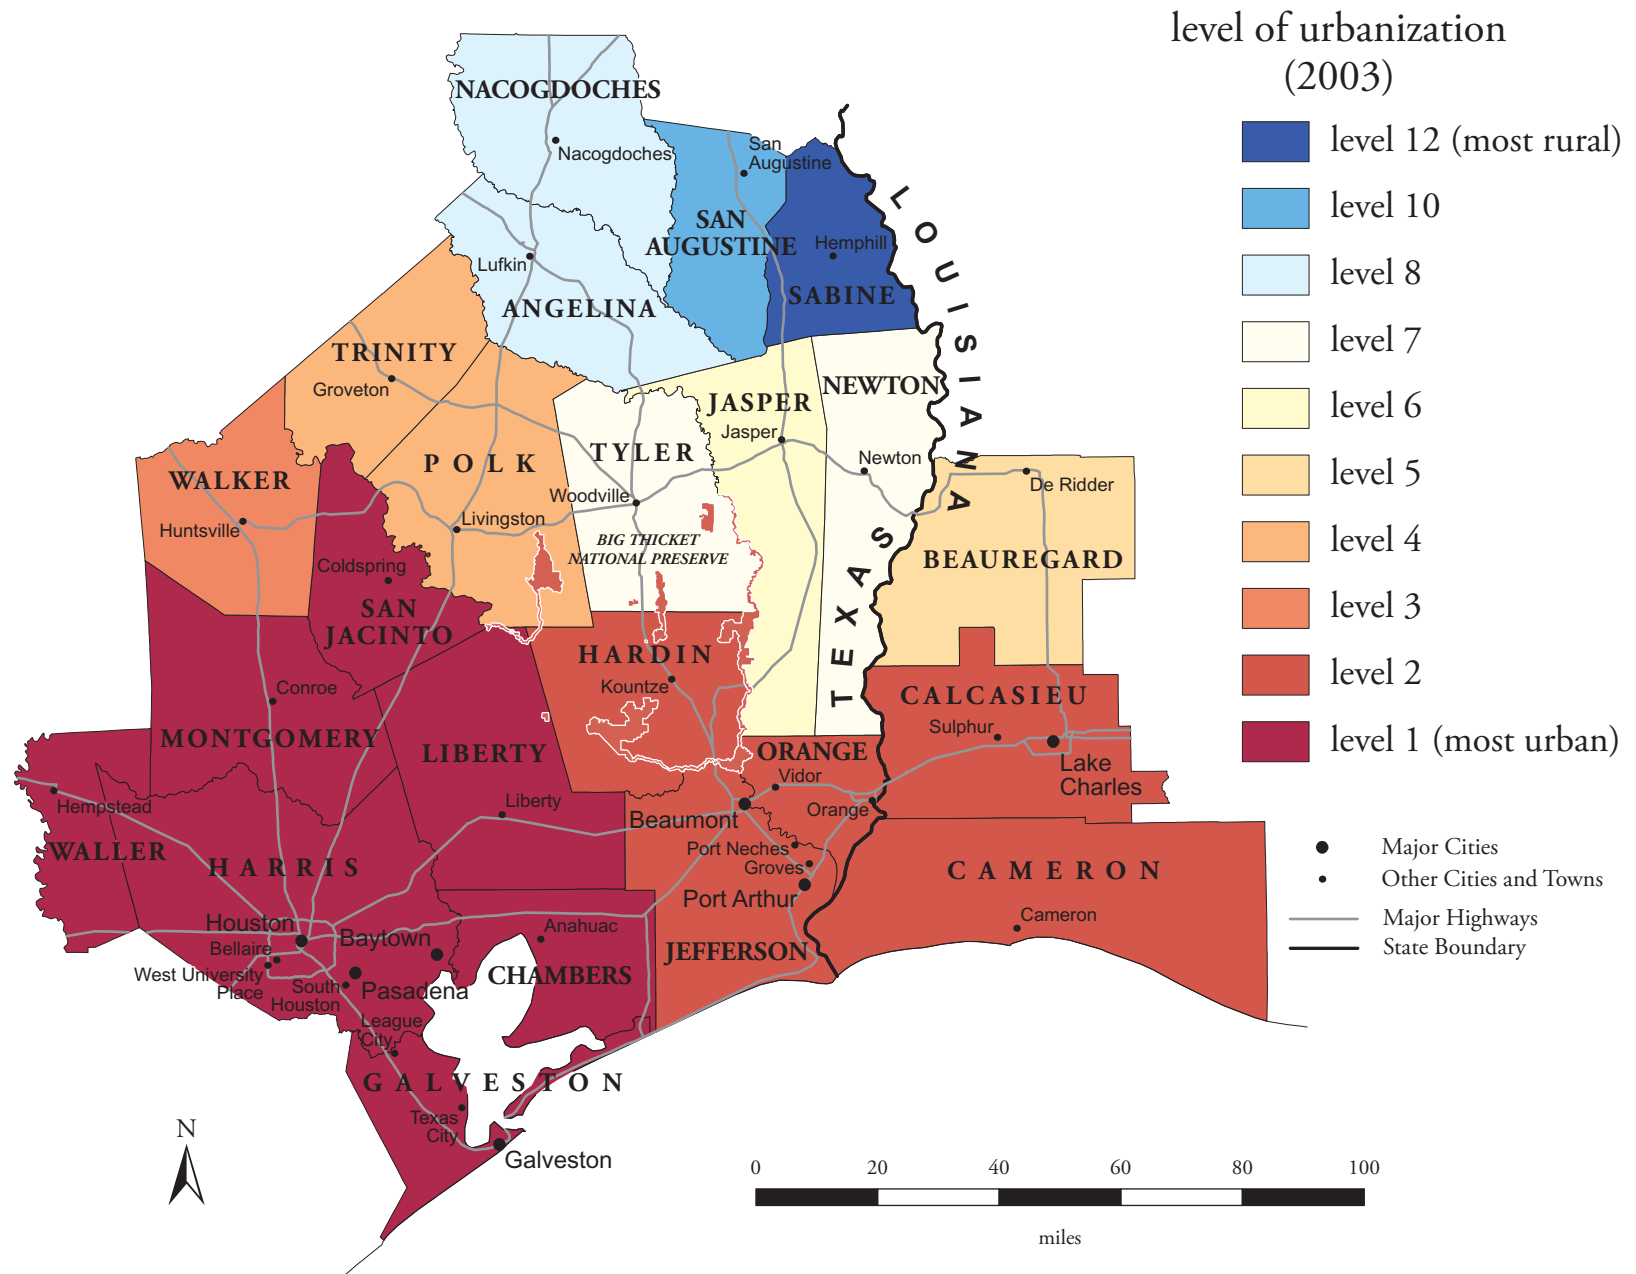 level of urbanization
(2003)
level 12 (most rural)
level 10
level 8
level 7
level 6
level 5
level 4
level 3
level 2
level 1 (most urban)
NACOGDOCHES
Nacogdoches
San
Augustine
SAN
AUGUSTINE
Hemphill
SABINE
LOUISIANA
Lufkin
ANGELINA
TRINITY
Groveton
JASPER
Jasper
NEWTON
Newton
WALKER
Huntsville
POLK
Livingston
TYLER
Woodville
BIG THICKET
NATIONAL PRESERVE
De Ridder
BEAUREGARD
TEXAS
Coldspring
SAN
JACINTO
HARDIN
Kountze
Conroe
MONTGOMERY
LIBERTY
Liberty
CALCASIEU
Sulphur
Lake
Charles
ORANGE
Vidor
Orange
Hempstead
WALLER
HARRIS
Beaumont
Port Neches
Groves
Port Arthur
JEFFERSON
CAMERON
Cameron
Houston
Bellaire
West University
Place
South
Houston
Baytown
Pasadena
Anahuac
CHAMBERS
League
City
GALVESTON
Texas
City
Galveston
Major Cities
Other Cities and Towns
Major Highways
State Boundary
N
0 20 40 60 80 100
miles